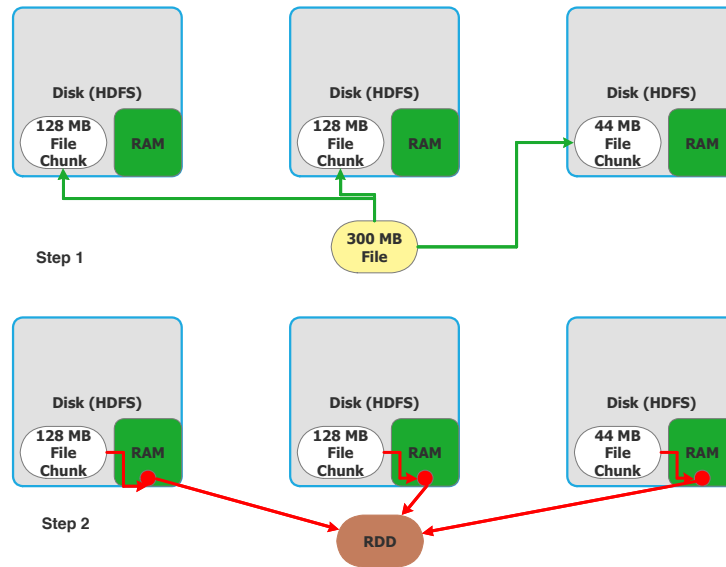 Disk (HDFS)
128 MB
File
Chunk
RAM
Disk (HDFS)
128 MB
File
Chunk
RAM
Disk (HDFS)
44 MB
File
Chunk
RAM
300 MB
File
Step 1
Disk (HDFS)
128 MB
File
Chunk
RAM
Disk (HDFS)
128 MB
File
Chunk
RAM
Disk (HDFS)
44 MB
File
Chunk
RAM
Step 2
RDD